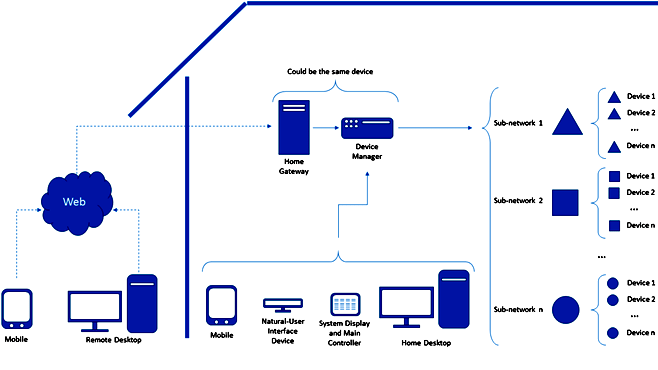 Could be the same device
Home
Gateway
Device
Manager
Web
Mobile
Remote Desktop
Mobile
Natural-User
Interface
Device
System Display
and Main
Controller
Home Desktop
Sub-network 1
Device 1
Device 2
...
Device n
Sub-network 2
Device 1
Device 2
...
Device n
...
Sub-network n
Device 1
Device 2
...
Device n